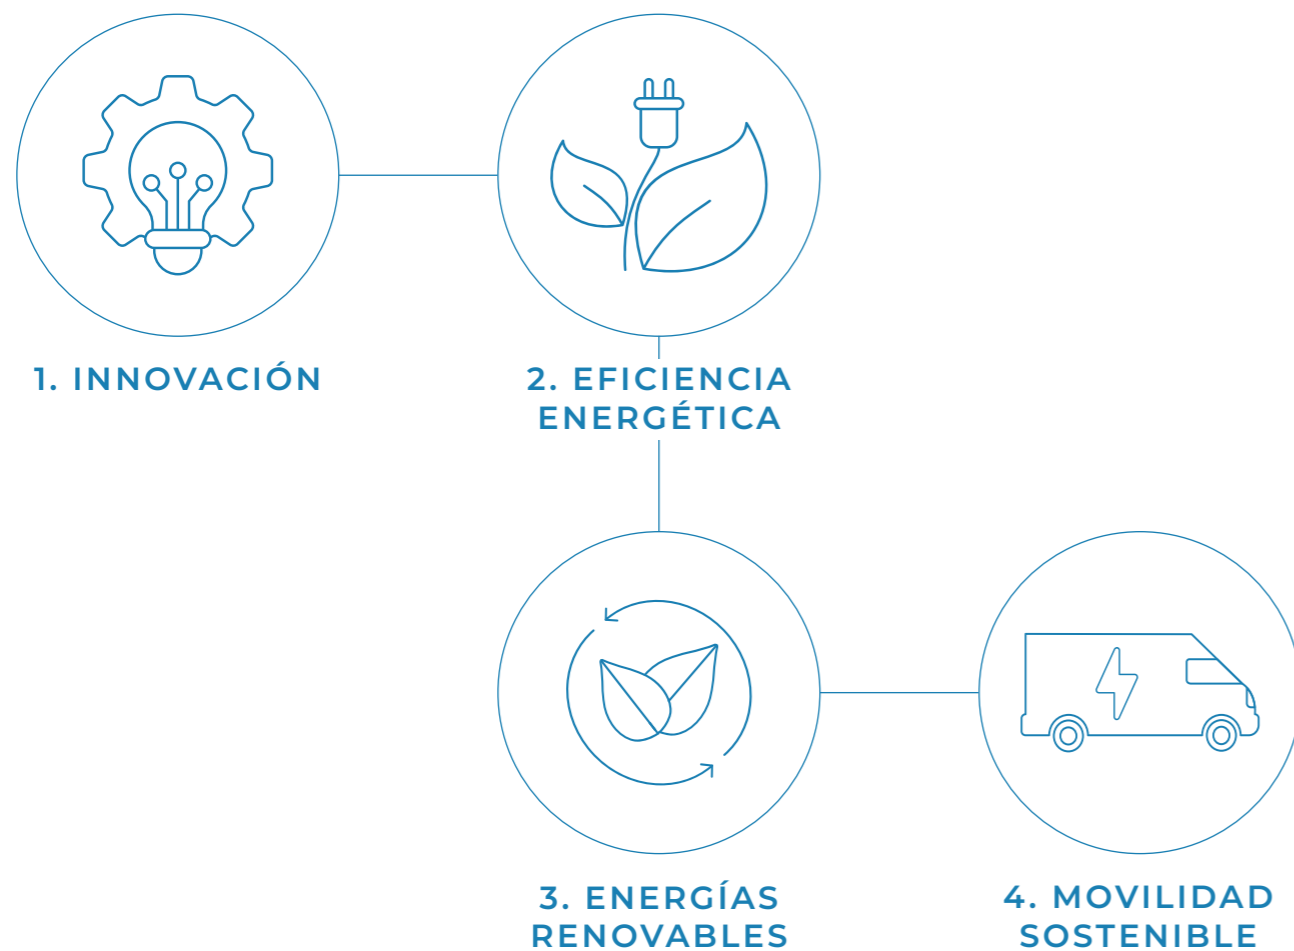 1. INNOVACIÓN
2. EFICIENCIA
ENERGÉTICA
3. ENERGÍAS
RENOVABLES
4. MOVILIDAD
SOSTENIBLE